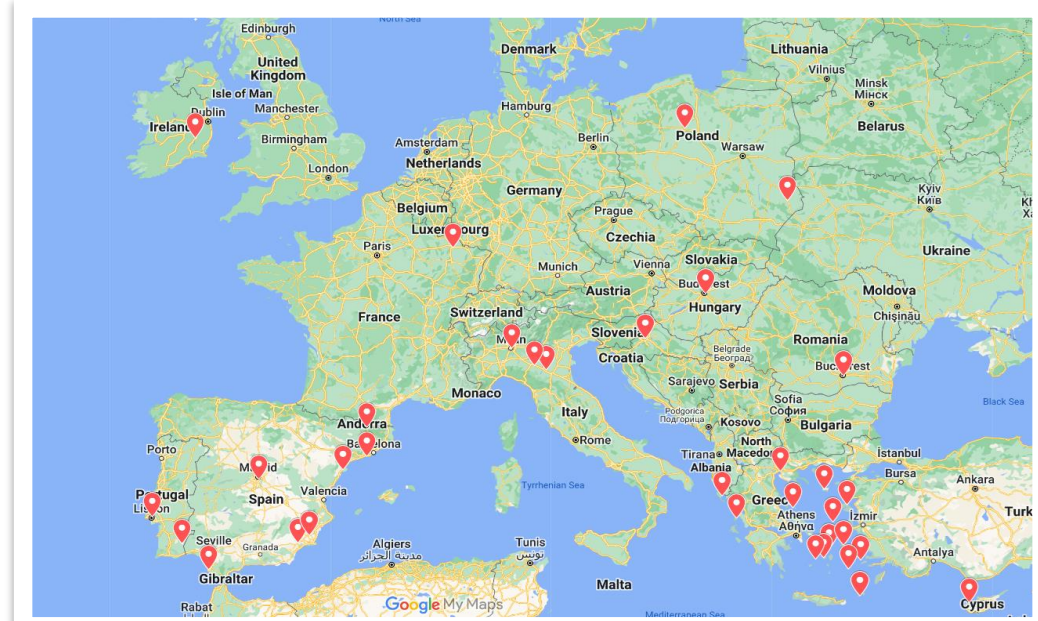 North Sea
Edinburgh
Denmark
Lithuania
United
Kingdom
Vilnius
Minsk
Мінск
Isle of Man
Dublin
Manchester
Hamburg
Ireland
Poland
Belarus
Birmingham
Amsterdam
Berlin
Warsaw
Netherlands
London
Germany
Kyiv
Київ
Belgium
Prague
Luxembourg
Czechia
Paris
Ukraine
Munich
Vienna
Slovakia
Austria
Budapest
Moldova
Hungary
Chișinău
France
Switzerland
Slovenia
Milan
Romania
Croatia
Belgrade
Београд
Bucharest
Sarajevo
Serbia
Monaco
Sofia
София
Black Sea
Italy
Podgorica
Подгорица
Kosovo
Bulgaria
Andorra
Barcelona
Rome
North
Macedo
Porto
Tirana
İstanbul
Madrid
Albania
Bursa
Ankara
Portugal
Spain
Valencia
Tyrrhenian Sea
Greece
Turk
Lisbon
Athens
Αθήνα
İzmir
Seville
Granada
Algiers
مدينة الجزائر
Tunis
تونس
Antalya
Gibraltar
Malta
Cyprus
Rabat
Google My Maps
Mediterranean Sea